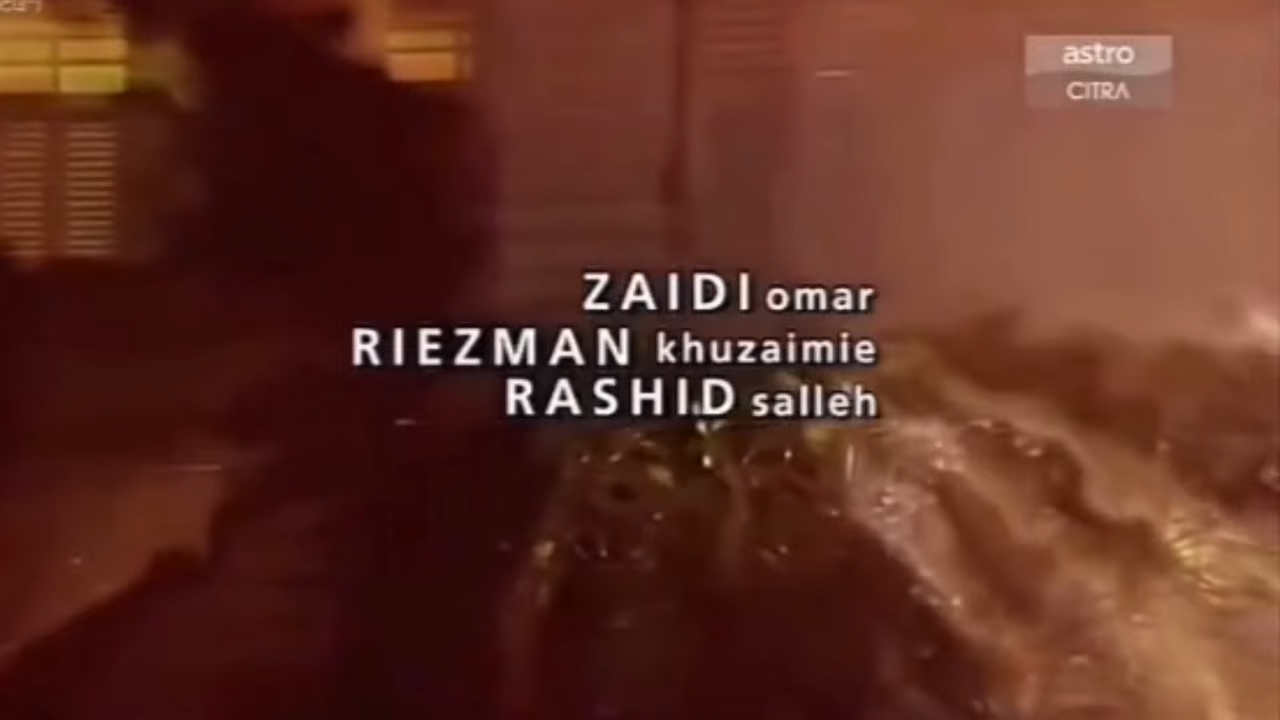 astro
CITRA
ZAIDI omar
RIEZMAN khuzaimie
RASHID salleh